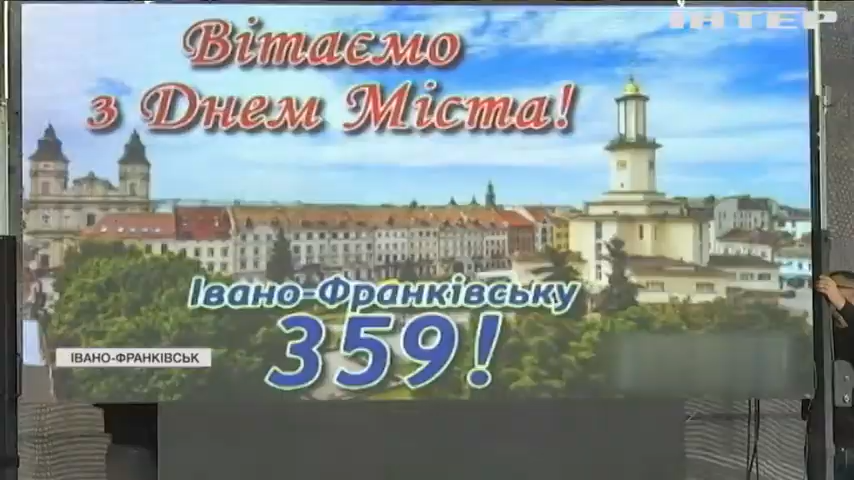 ІНТЕР
Вітаємо
з Днем Міста!
Івано-Франківську
359!
ІВАНО-ФРАНКІВСЬК